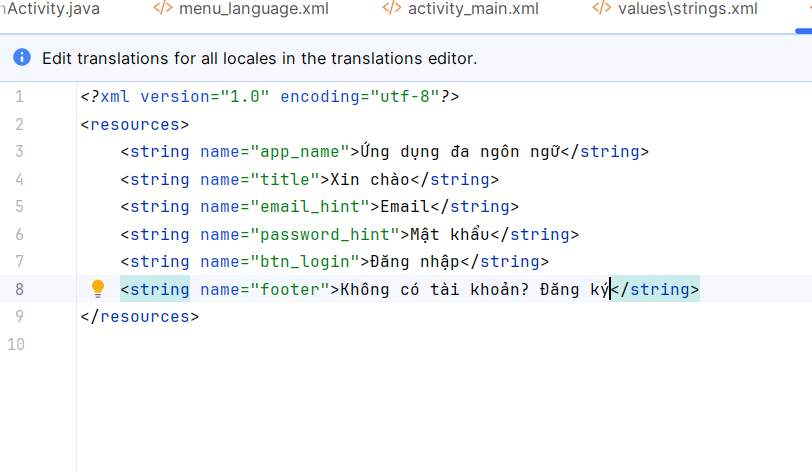 nActivity.java </> menu_language.xml </> activity_main.xml </> values\strings.xml
Edit translations for all locales in the translations editor.
1 <?xml version="1.0" encoding="utf-8"?>
2 <resources>
3 <string name="app_name">Ứng dụng đa ngôn ngữ</string>
4 <string name="title">Xin chào</string>
5 <string name="email_hint">Email</string>
6 <string name="password_hint">Mật khẩu</string>
7 <string name="btn_login">Đăng nhập</string>
8 <string name="footer">Không có tài khoản? Đăng ký</string>
9 </resources>
10